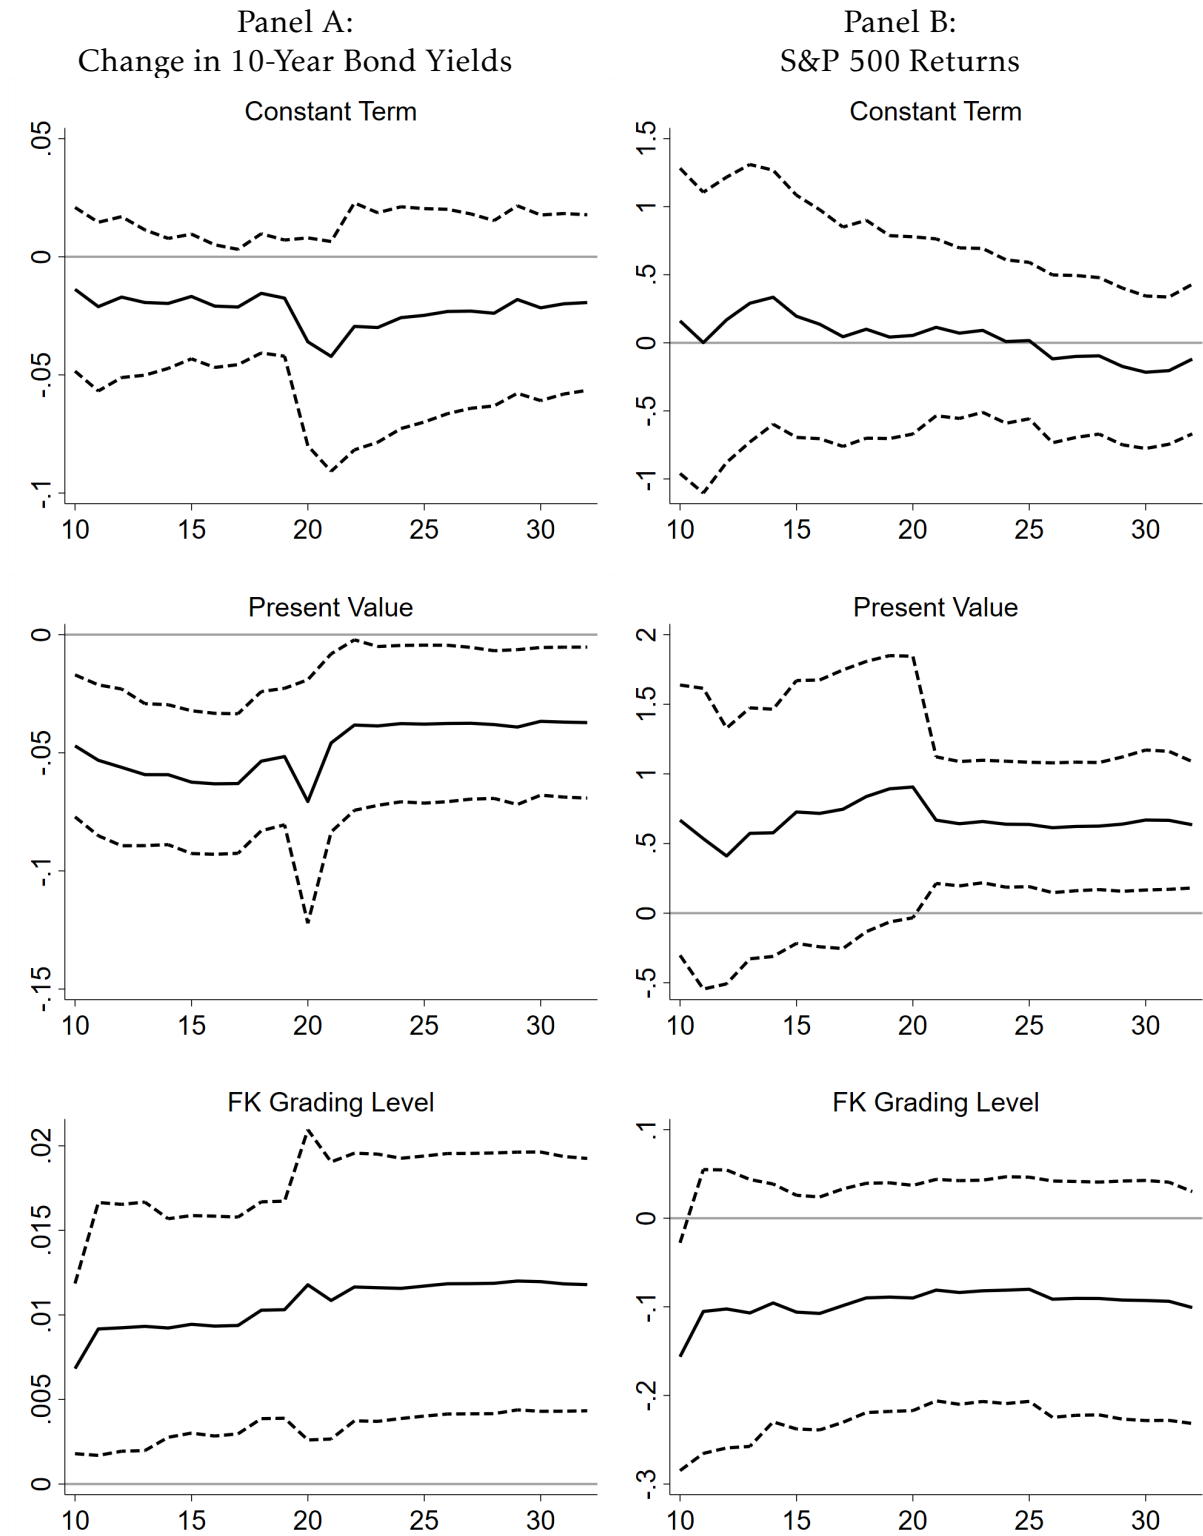 Panel A:
Change in 10-Year Bond Yields
Panel B:
S&P 500 Returns
Constant Term
.05
0
-.05
-.1
10 15 20 25 30
Constant Term
1.5
1
.5
0
-.5
-1
10 15 20 25 30
Present Value
0
-.05
-.1
-.15
10 15 20 25 30
Present Value
2
1.5
1
.5
0
-.5
10 15 20 25 30
FK Grading Level
.02
.015
.01
.005
0
10 15 20 25 30
FK Grading Level
.1
0
-.1
-.2
-.3
10 15 20 25 30